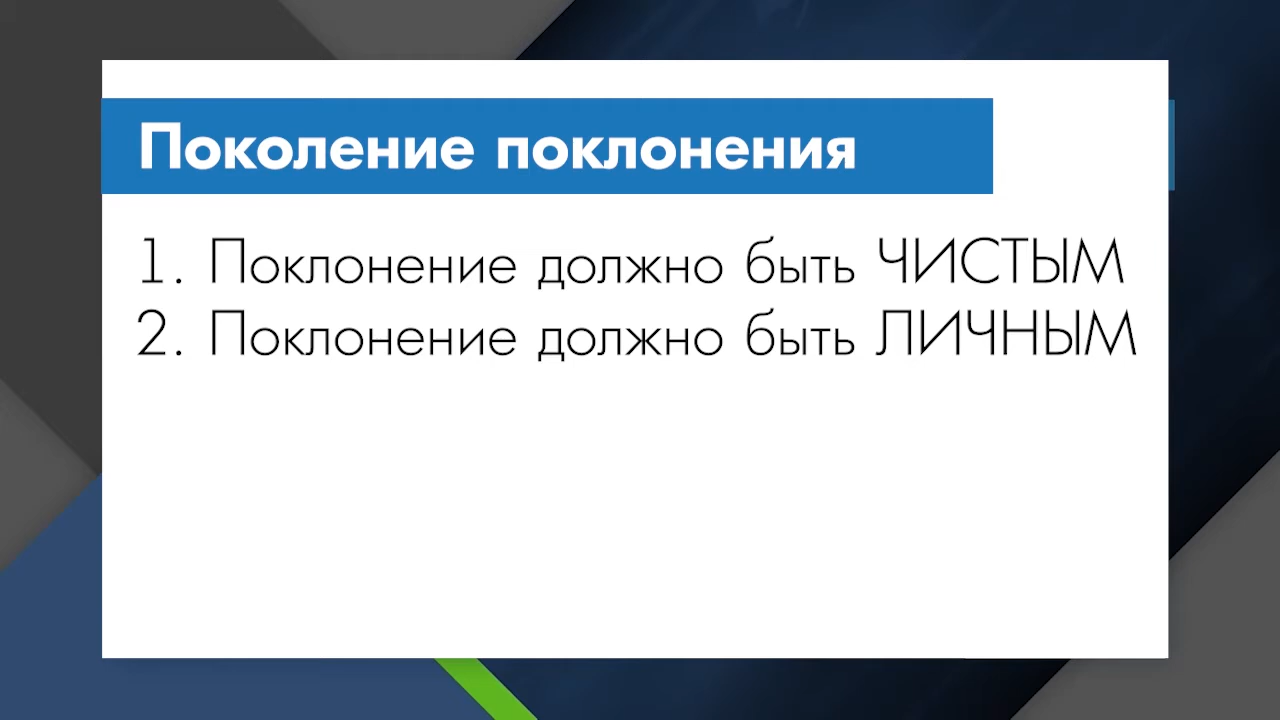 Поколение поклонения
1. Поклонение должно быть ЧИСТЫМ
2. Поклонение должно быть ЛИЧНЫМ